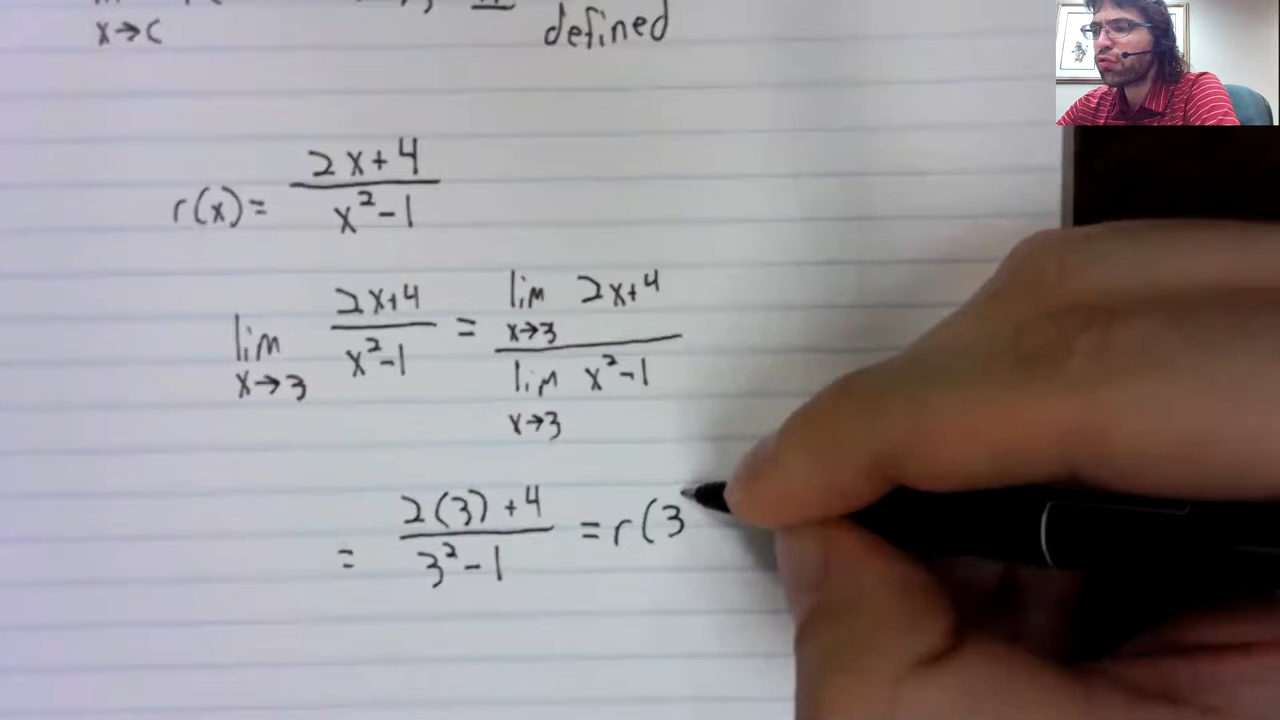 x→c
defined
r(x) = 2x+4 / x²-1
lim x→3 2x+4 / x²-1 = lim x→3 2x+4 / lim x→3 x²-1
= 2(3)+4 / 3²-1 = r(3